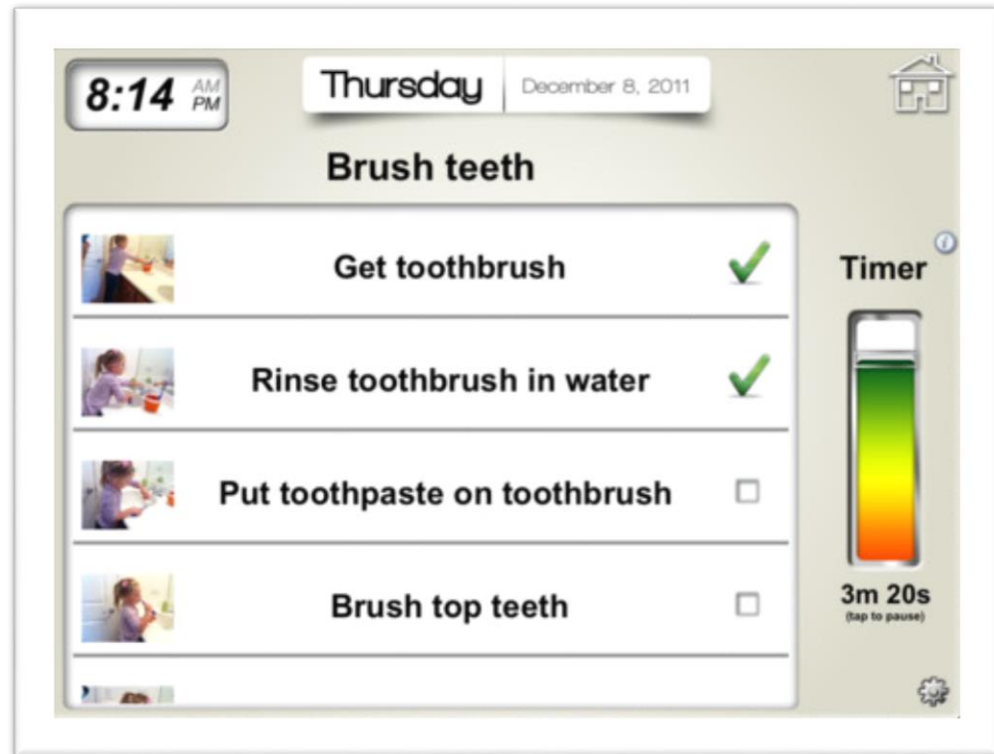 8:14 AM PM
Thursday December 8, 2011
Brush teeth
Get toothbrush
Rinse toothbrush in water
Put toothpaste on toothbrush
Brush top teeth
Timer
i
3m 20s
(tap to pause)